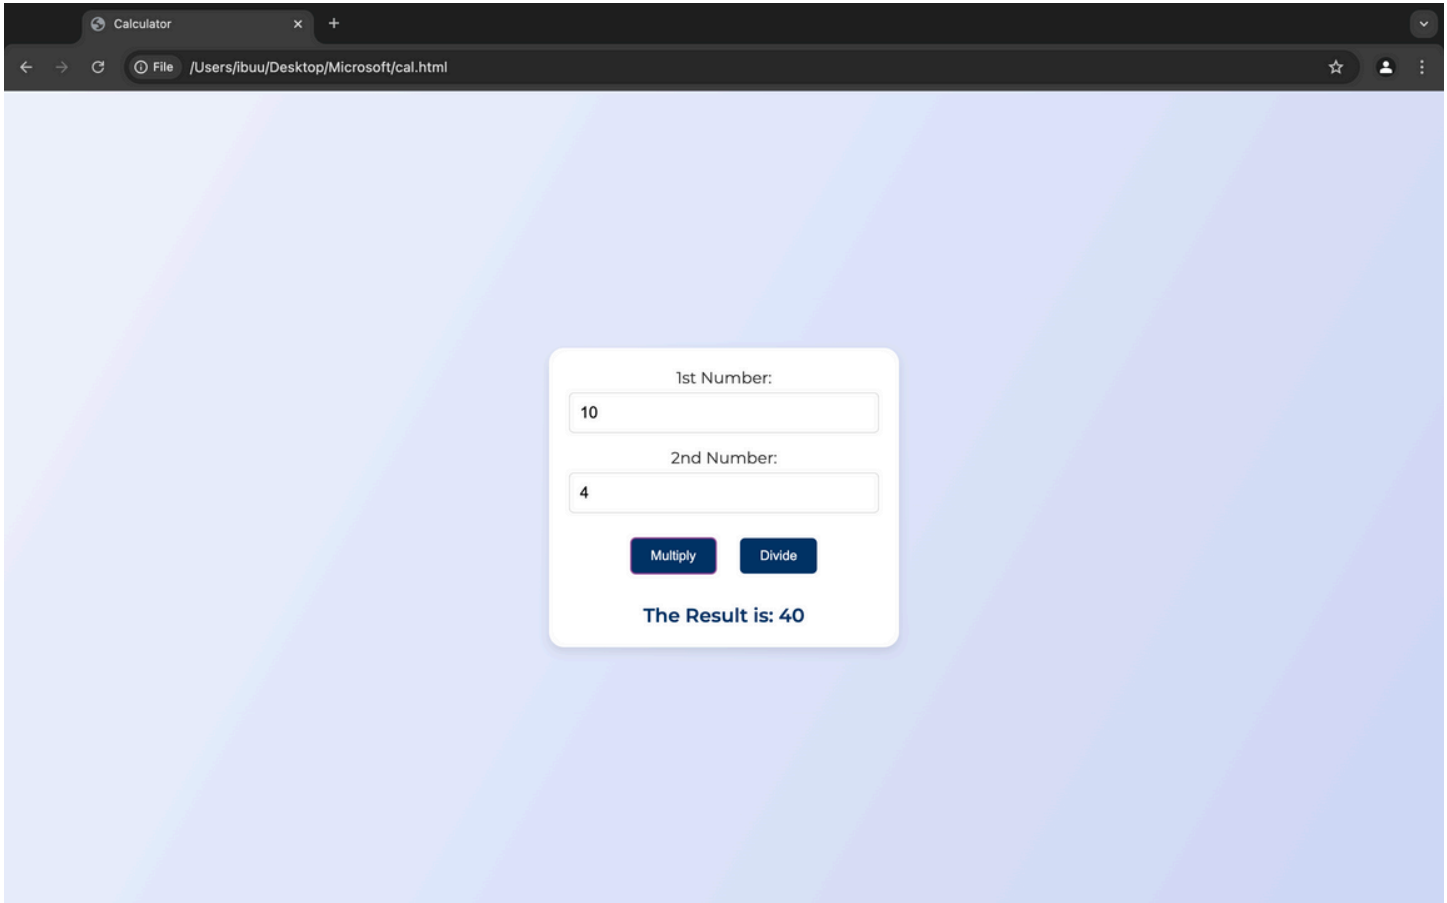 Calculator
File /Users/ibuu/Desktop/Microsoft/cal.html
1st Number:
10
2nd Number:
4
Multiply Divide
The Result is: 40